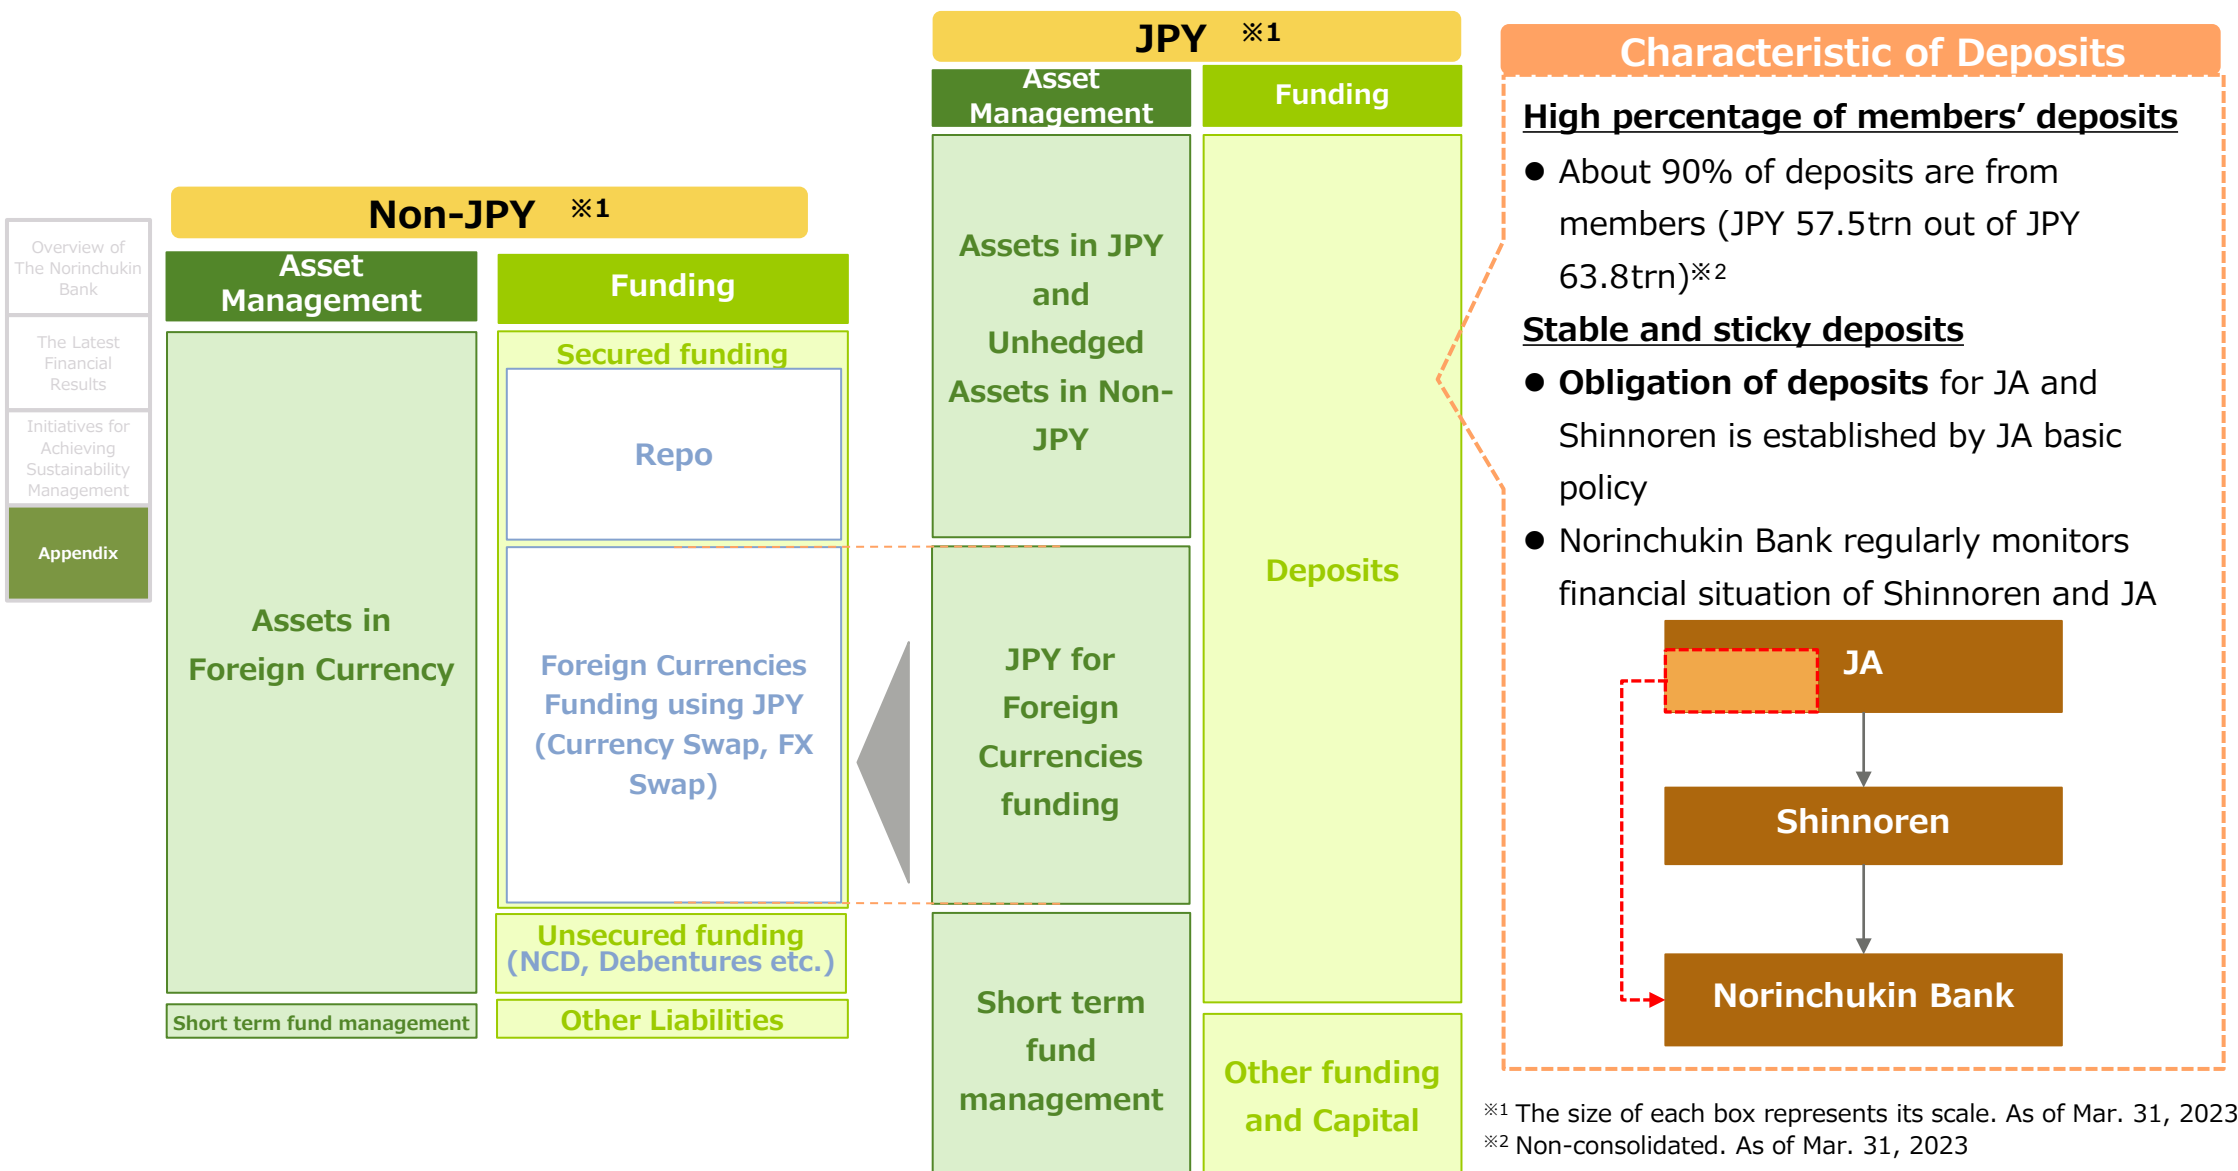 Overview of
The Norinchukin
Bank
The Latest
Financial
Results
Initiatives for
Achieving
Sustainability
Management
Appendix
Non-JPY ※1
Asset
Management
Funding
Assets in
Foreign Currency
Short term fund management
Secured funding
Repo
Foreign Currencies
Funding using JPY
(Currency Swap, FX
Swap)
Unsecured funding
(NCD, Debentures etc.)
Other Liabilities
JPY ※1
Asset
Management
Funding
Assets in JPY
and
Unhedged
Assets in Non-
JPY
JPY for
Foreign
Currencies
funding
Short term
fund
management
Deposits
Other funding
and Capital
Characteristic of Deposits
High percentage of members’ deposits
● About 90% of deposits are from
members (JPY 57.5trn out of JPY
63.8trn)※2
Stable and sticky deposits
● Obligation of deposits for JA and
Shinnoren is established by JA basic
policy
● Norinchukin Bank regularly monitors
financial situation of Shinnoren and JA
JA
Shinnoren
Norinchukin Bank
※1 The size of each box represents its scale. As of Mar. 31, 2023
※2 Non-consolidated. As of Mar. 31, 2023